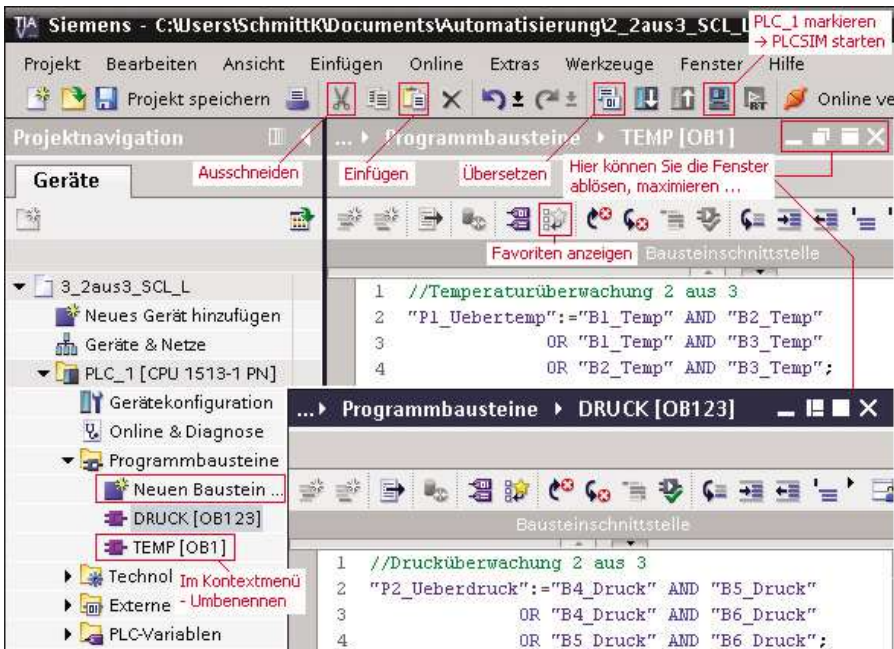 Siemens - C:\Users\SchmittK\Documents\Automatisierung\2_2aus3_SCL_L
PLC_1 markieren
→ PLCSIM starten
Projekt Bearbeiten Ansicht Einfügen Online Extras Werkzeuge Fenster Hilfe
Projekt speichern
Online ve
Projektnavigation
... Programmbausteine TEMP [OB1]
Ausschneiden
Einfügen
Übersetzen
Hier können Sie die Fenster
ablösen, maximieren ...
Geräte
Favoriten anzeigen
Bausteinschnittstelle
3_2aus3_SCL_L
Neues Gerät hinzufügen
Geräte & Netze
PLC_1 [CPU 1513-1 PN]
Gerätekonfiguration
Online & Diagnose
Programmbausteine
Neuen Baustein ...
DRUCK [OB123]
TEMP [OB1]
Technol
Externe
PLC-Variablen
Im Kontextmenü
- Umbenennen
1 //Temperaturüberwachung 2 aus 3
2 "P1_Uebertemp":="B1_Temp" AND "B2_Temp"
3 OR "B1_Temp" AND "B3_Temp"
4 OR "B2_Temp" AND "B3_Temp";
... Programmbausteine DRUCK [OB123]
Bausteinschnittstelle
1 //Drucküberwachung 2 aus 3
2 "P2_Ueberdruck":="B4_Druck" AND "B5_Druck"
3 OR "B4_Druck" AND "B6_Druck"
4 OR "B5_Druck" AND "B6_Druck";